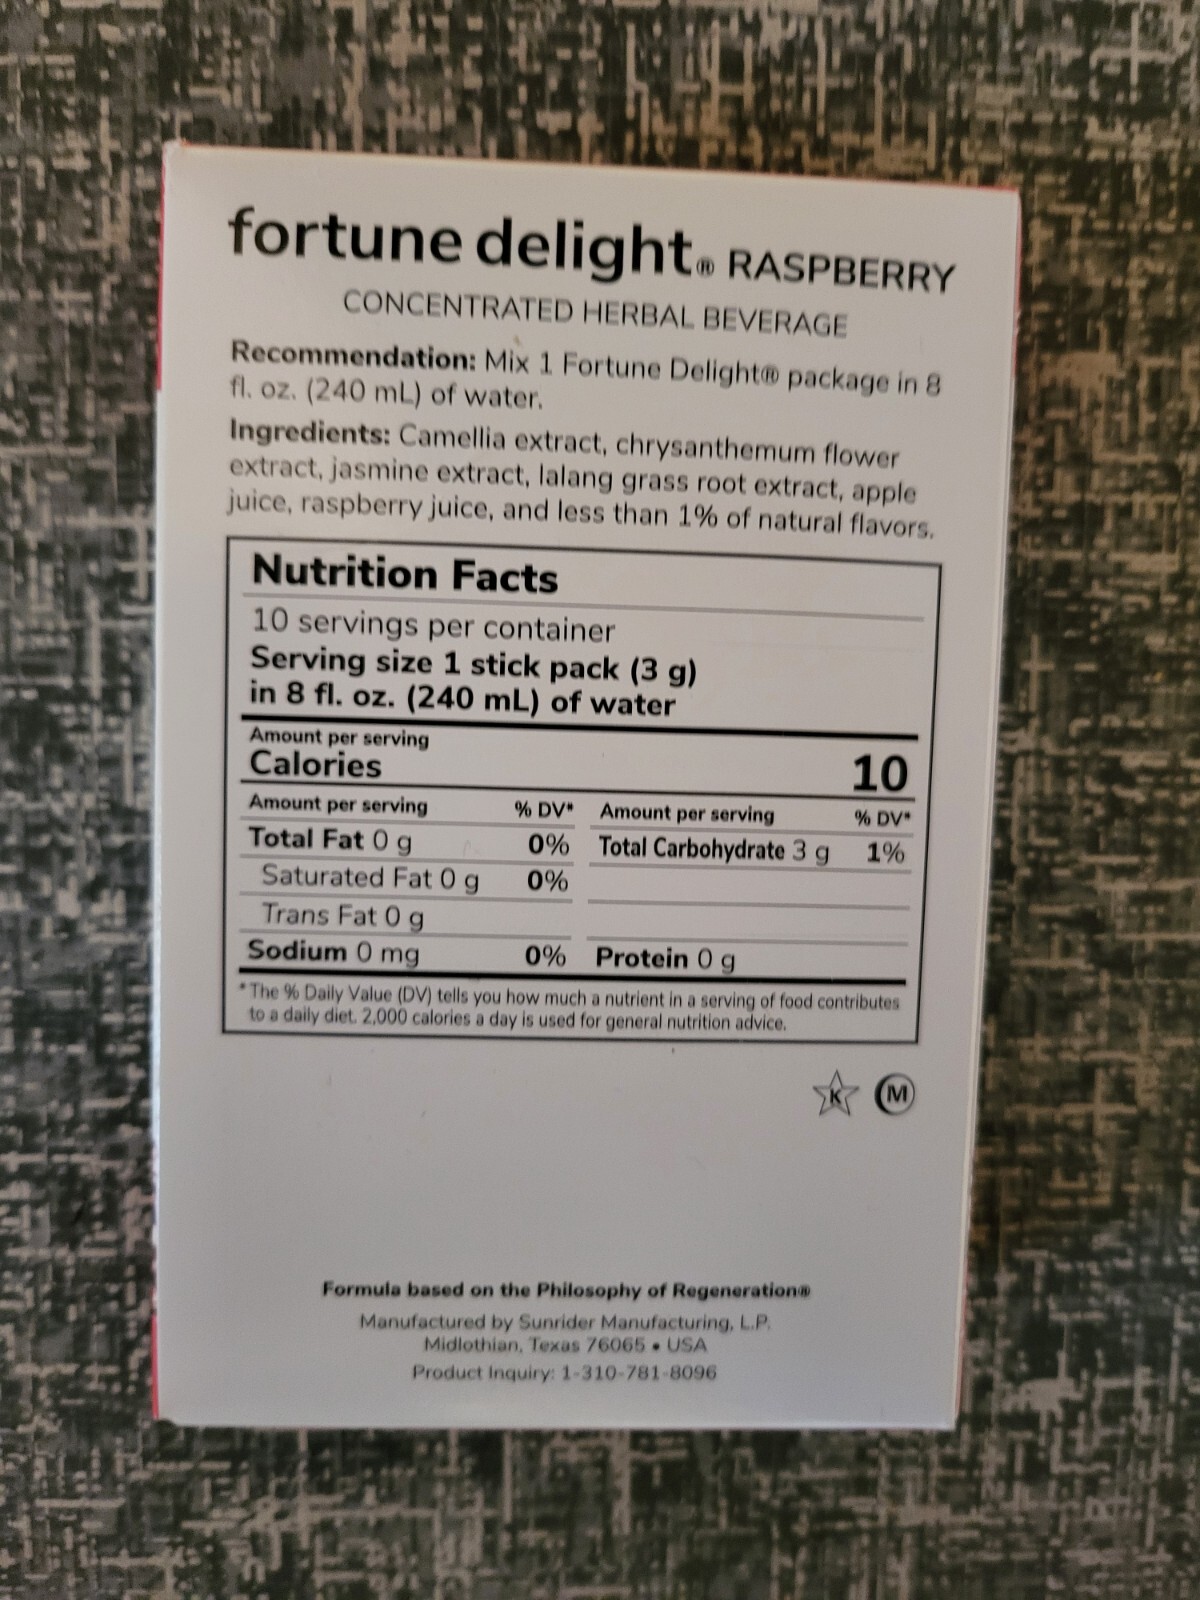 fortune delight® RASPBERRY
CONCENTRATED HERBAL BEVERAGE
Recommendation: Mix 1 Fortune Delight® package in 8
fl. oz. (240 mL) of water.
Ingredients: Camellia extract, chrysanthemum flower
extract, jasmine extract, lalang grass root extract, apple
juice, raspberry juice, and less than 1% of natural flavors.
Nutrition Facts
10 servings per container
Serving size 1 stick pack (3 g)
in 8 fl. oz. (240 mL) of water
Amount per serving
Calories 10
Amount per serving % DV* Amount per serving % DV*
Total Fat 0 g 0% Total Carbohydrate 3 g 1%
Saturated Fat 0 g 0%
Trans Fat 0 g
Sodium 0 mg 0% Protein 0 g
*The % Daily Value (DV) tells you how much a nutrient in a serving of food contributes
to a daily diet. 2,000 calories a day is used for general nutrition advice.
K M
Formula based on the Philosophy of Regeneration®
Manufactured by Sunrider Manufacturing, L.P.
Midlothian, Texas 76065 • USA
Product Inquiry: 1-310-781-8096